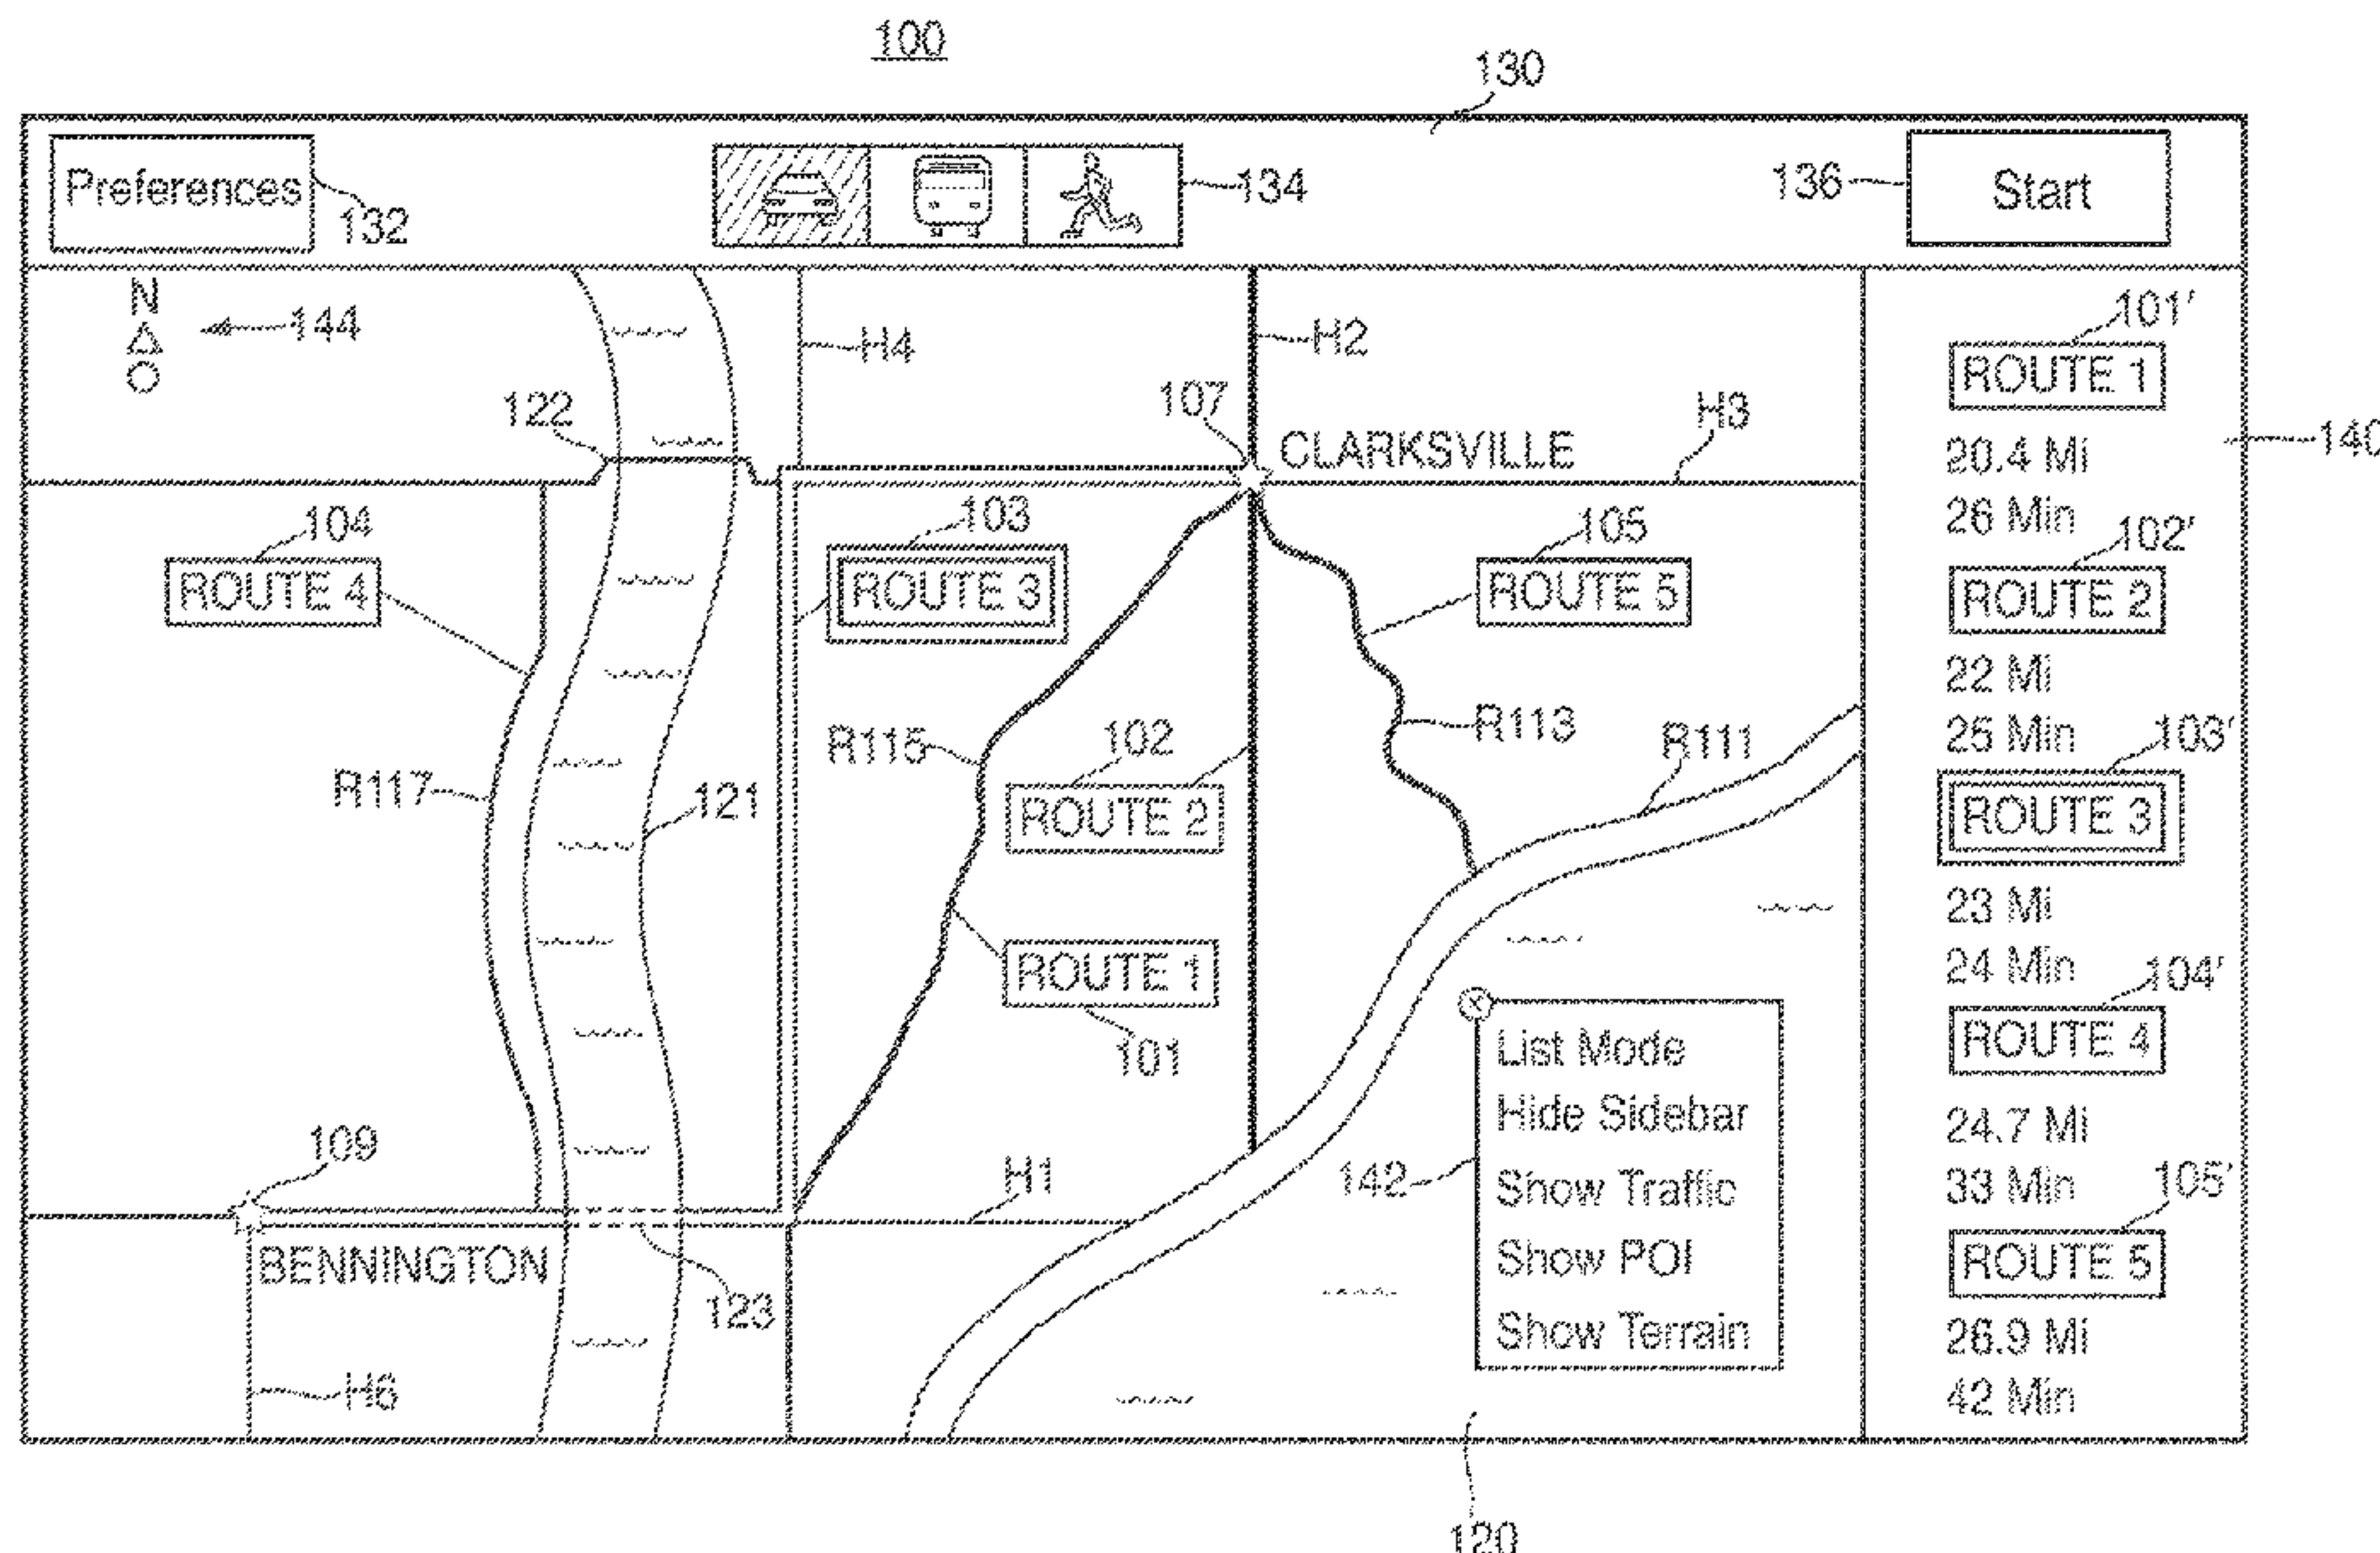 100
130
Preferences
132
134
136
Start
N
144
H4
H2
101'
ROUTE 1
122
107
CLARKSVILLE
H3
140
20.4 Mi
26 Min
104
103
105
102'
ROUTE 4
ROUTE 3
ROUTE 5
ROUTE 2
22 Mi
25 Min
R117
121
R115
102
R113
R111
103'
ROUTE 2
ROUTE 3
23 Mi
24 Min
ROUTE 1
101
104'
ROUTE 4
List Mode
Hide Sidebar
Show Traffic
Show POI
Show Terrain
142
24.7 Mi
33 Min
109
H1
105'
BENNINGTON
123
ROUTE 5
26.9 Mi
42 Min
H6
120